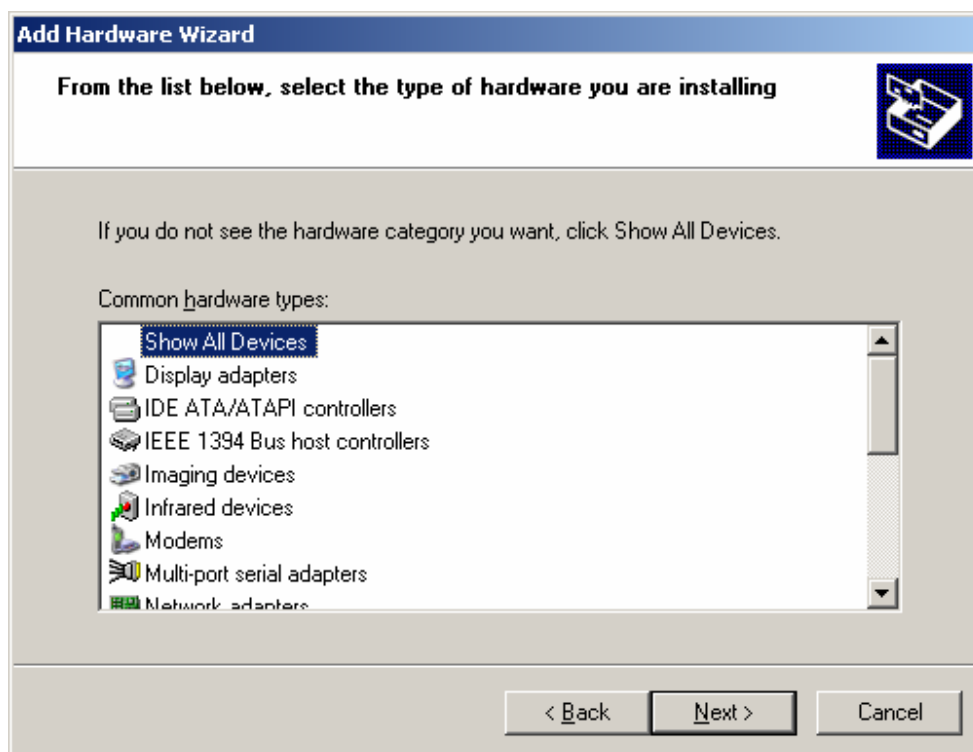 Add Hardware Wizard
From the list below, select the type of hardware you are installing
If you do not see the hardware category you want, click Show All Devices.
Common hardware types:
Show All Devices
Display adapters
IDE ATA/ATAPI controllers
IEEE 1394 Bus host controllers
Imaging devices
Infrared devices
Modems
Multi-port serial adapters
Network adapters
< Back Next > Cancel